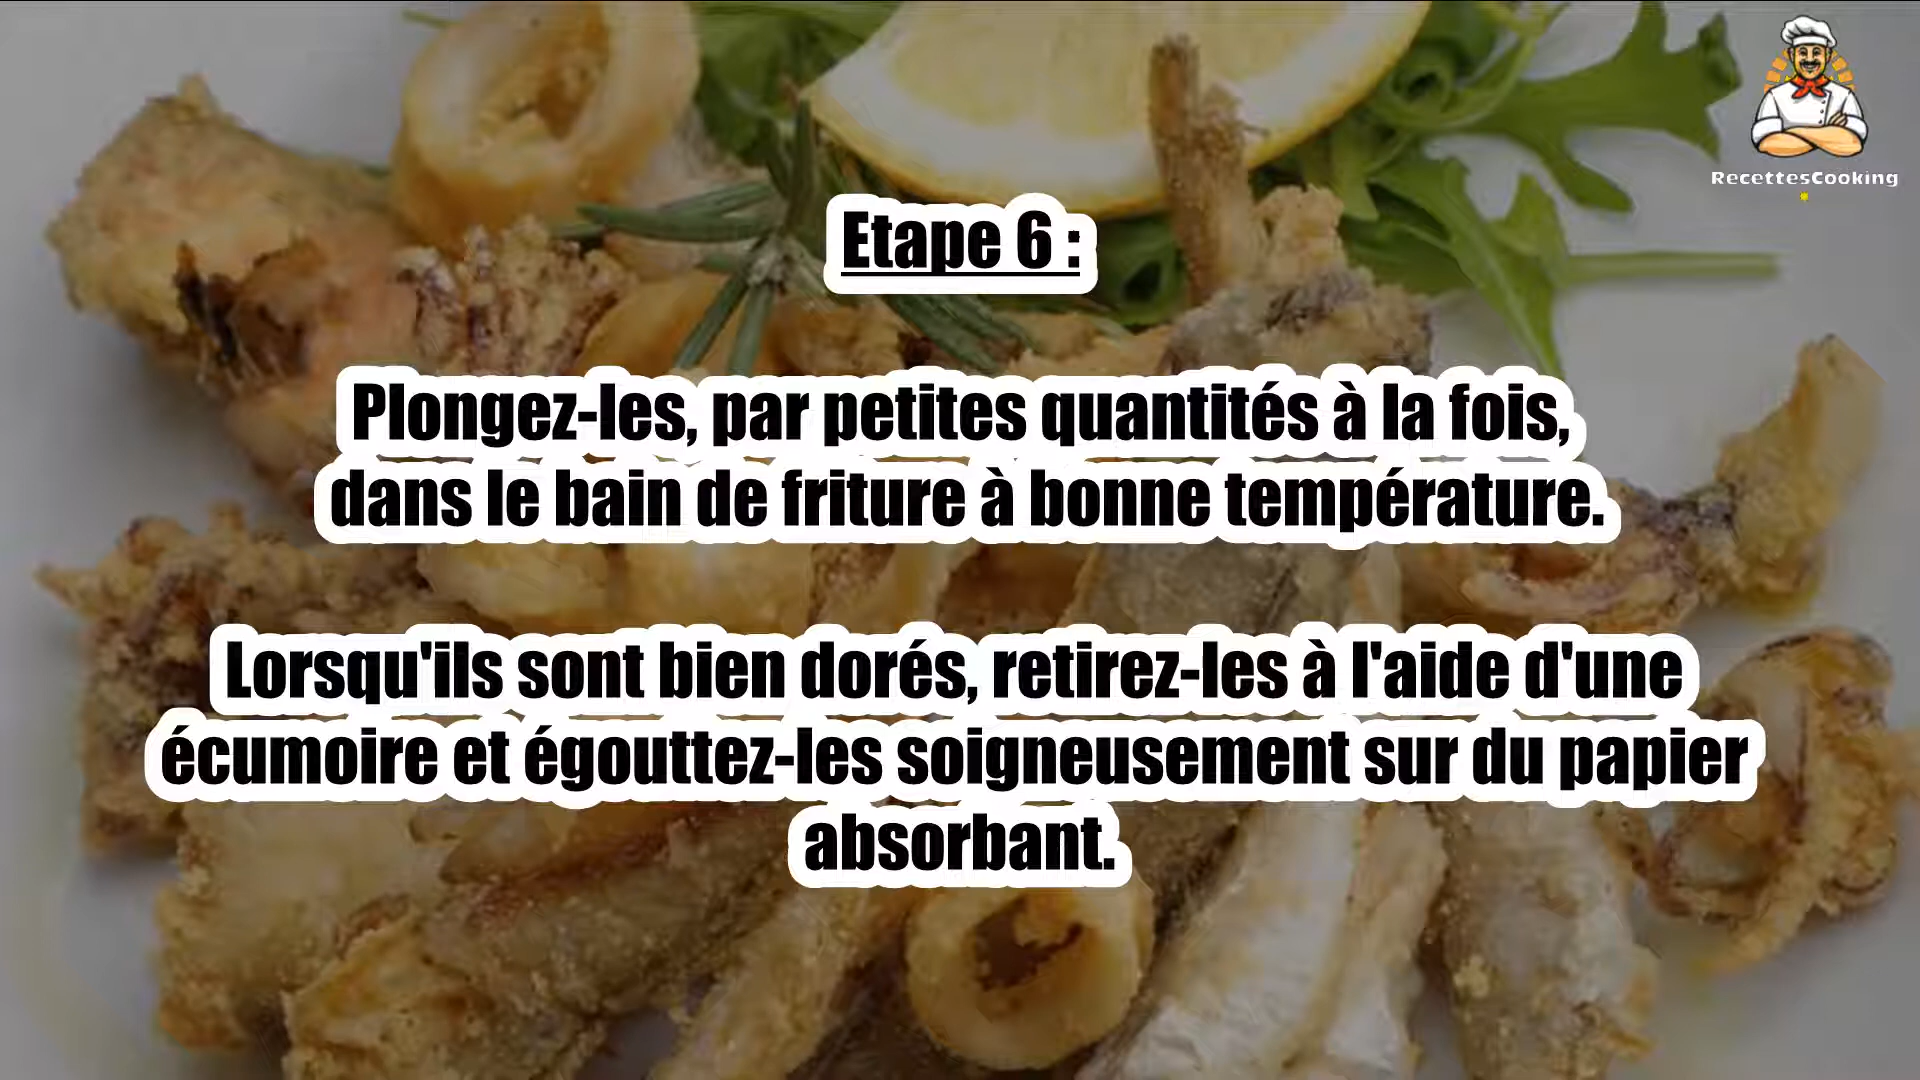 RecettesCooking
Etape 6 :
Plongez-les, par petites quantités à la fois,
dans le bain de friture à bonne température.
Lorsqu'ils sont bien dorés, retirez-les à l'aide d'une
écumoire et égouttez-les soigneusement sur du papier
absorbant.